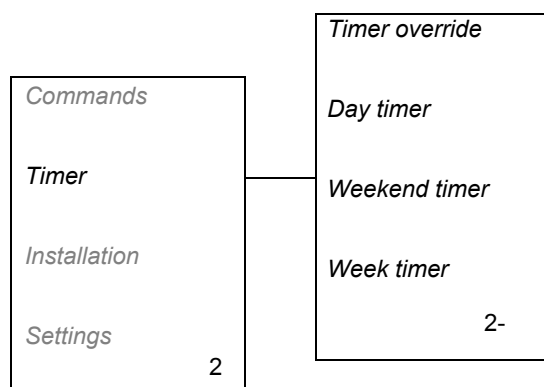 Commands
Timer
Installation
Settings
2
Timer override
Day timer
Weekend timer
Week timer
2-